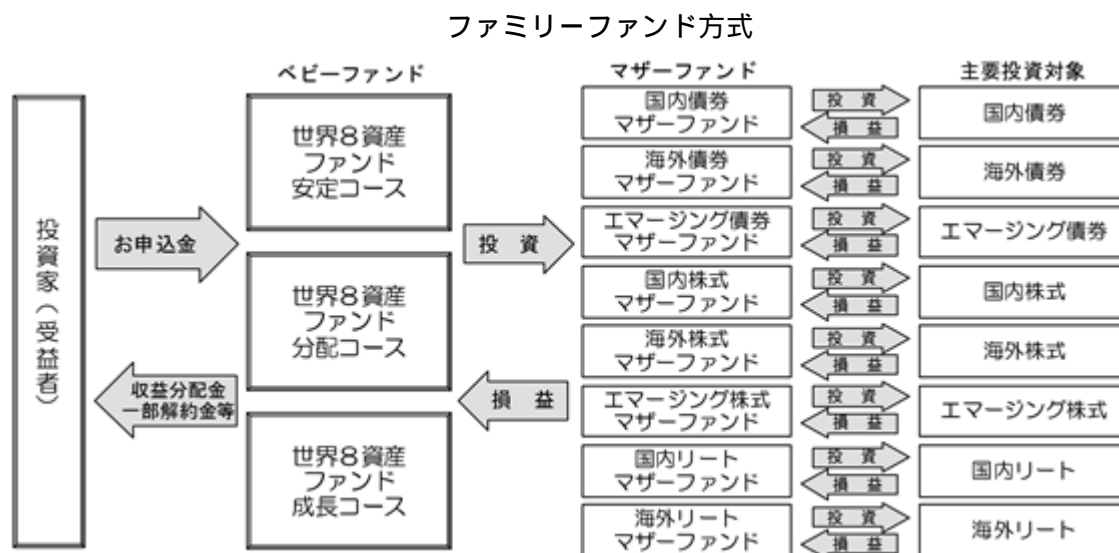 ファミリーファンド方式
ベビーファンド
マザーファンド
主要投資対象
投資家(受益者)
お申込金
収益分配金
一部解約金等
世界8資産
ファンド
安定コース
世界8資産
ファンド
分配コース
世界8資産
ファンド
成長コース
投 資
損 益
国内債券
マザーファンド
投 資
損 益
国内債券
海外債券
マザーファンド
投 資
損 益
海外債券
エマージング債券
マザーファンド
投 資
損 益
エマージング債券
国内株式
マザーファンド
投 資
損 益
国内株式
海外株式
マザーファンド
投 資
損 益
海外株式
エマージング株式
マザーファンド
投 資
損 益
エマージング株式
国内リート
マザーファンド
投 資
損 益
国内リート
海外リート
マザーファンド
投 資
損 益
海外リート